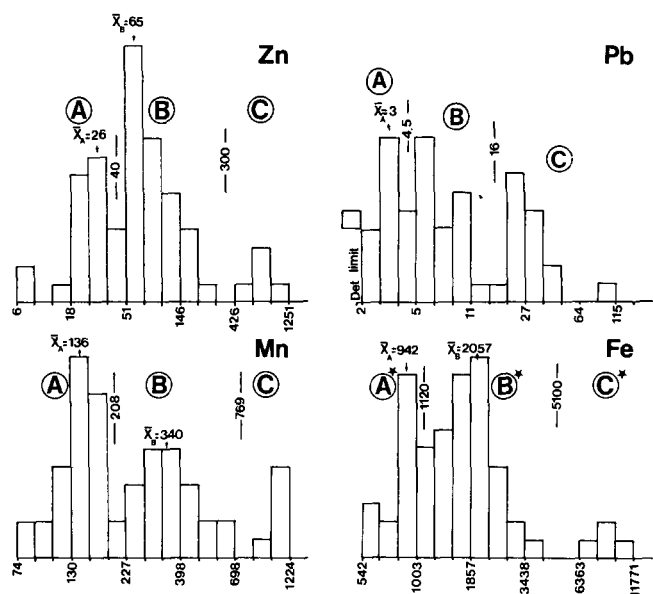 X̄B=65
Zn
A
B
C
X̄A=26
40
300
6
18
51
146
426
1251
Pb
A
B
C
X̄A=3
4.5
16
Det limit
2
5
11
27
64
115
Mn
X̄A=136
A
B
C
208
769
X̄B=340
74
130
227
398
698
1224
Fe
X̄A=942
X̄B=2057
A*
B*
C*
1120
5100
542
1003
1857
3438
6363
11771